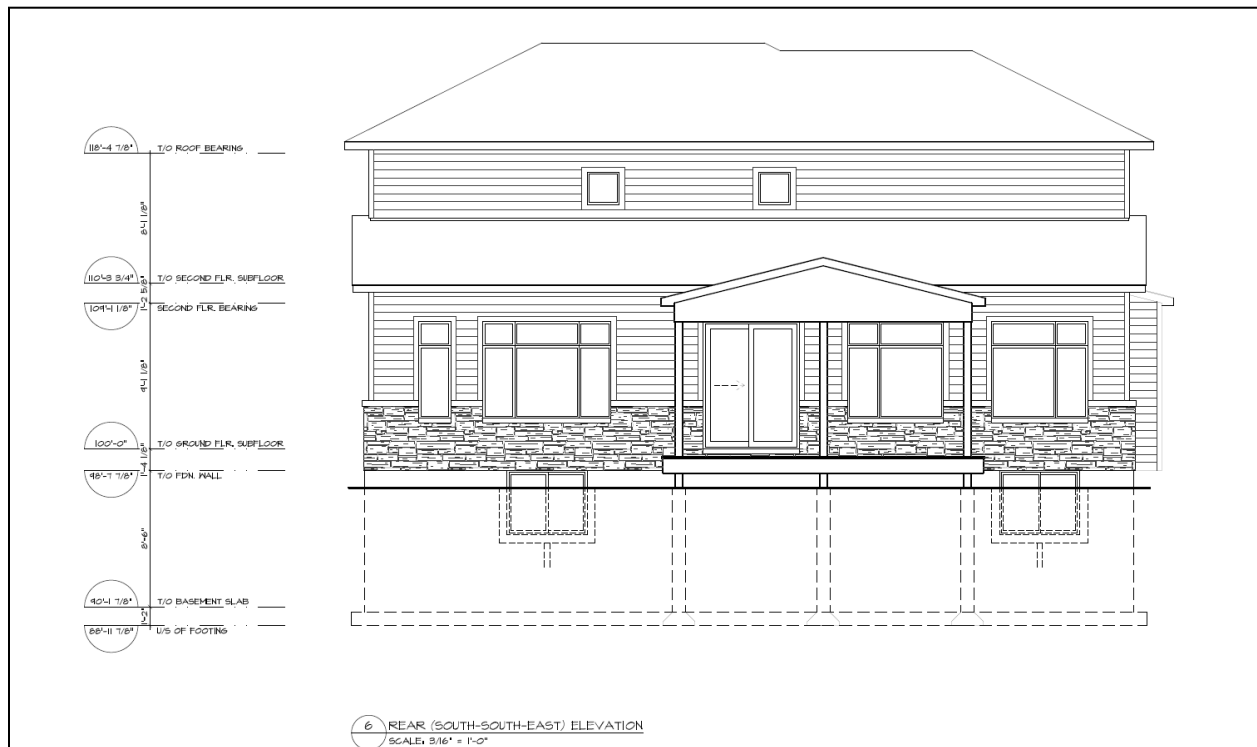 118'-4 7/8" T/O ROOF BEARING
8'-1 1/8"
110'-3 3/4" T/O SECOND FLR. SUBFLOOR
1'-2 5/8"
109'-1 1/8" SECOND FLR. BEARING
9'-1 1/8"
100'-0" T/O GROUND FLR. SUBFLOOR
1'-4 1/8"
98'-7 7/8" T/O FDN. WALL
8'-6"
90'-1 7/8" T/O BASEMENT SLAB
1'-2"
88'-11 7/8" U/S OF FOOTING
6 REAR (SOUTH-SOUTH-EAST) ELEVATION
SCALE: 3/16" = 1'-0"